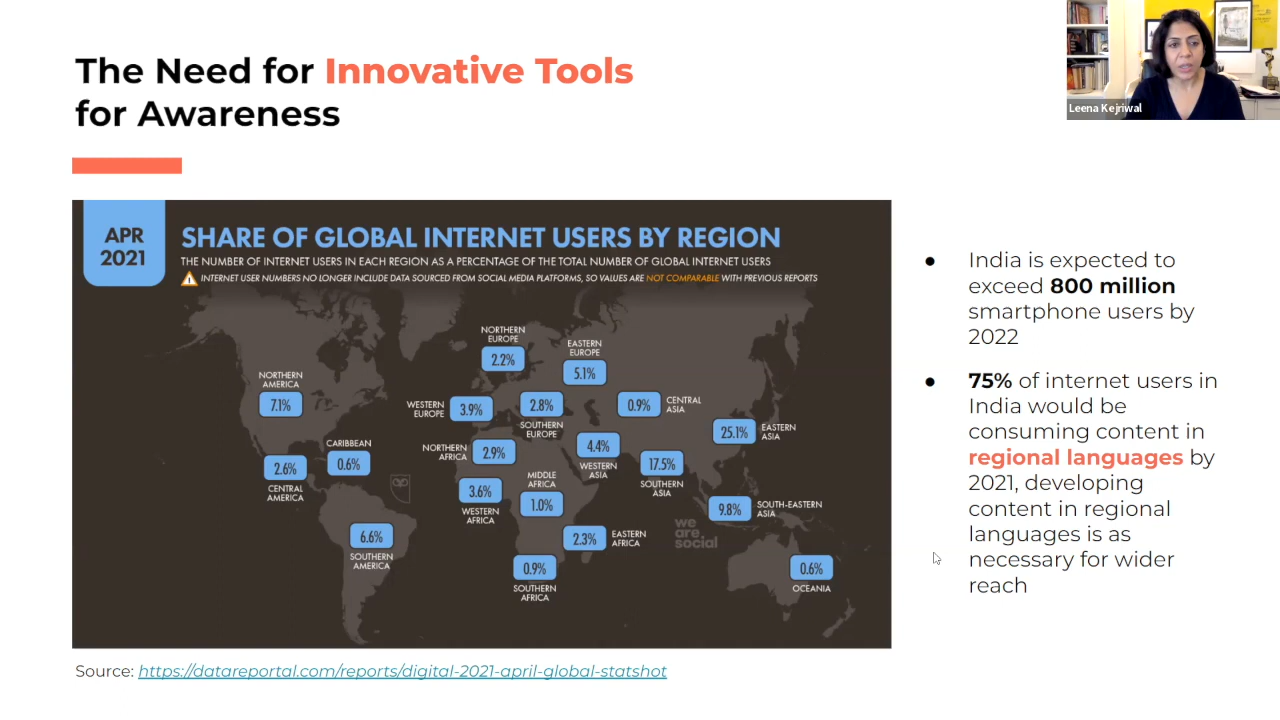 The Need for Innovative Tools
for Awareness
Leena Kejriwal
APR
2021
SHARE OF GLOBAL INTERNET USERS BY REGION
THE NUMBER OF INTERNET USERS IN EACH REGION AS A PERCENTAGE OF THE TOTAL NUMBER OF GLOBAL INTERNET USERS
INTERNET USER NUMBERS NO LONGER INCLUDE DATA SOURCED FROM SOCIAL MEDIA PLATFORMS, SO VALUES ARE NOT COMPARABLE WITH PREVIOUS REPORTS
NORTHERN
AMERICA
7.1%
CARIBBEAN
0.6%
2.6%
CENTRAL
AMERICA
6.6%
SOUTHERN
AMERICA
NORTHERN
EUROPE
2.2%
EASTERN
EUROPE
5.1%
WESTERN
EUROPE
3.9%
2.8%
SOUTHERN
EUROPE
0.9%
CENTRAL
ASIA
25.1%
EASTERN
ASIA
NORTHERN
AFRICA
2.9%
4.4%
WESTERN
ASIA
17.5%
SOUTHERN
ASIA
3.6%
WESTERN
AFRICA
MIDDLE
AFRICA
1.0%
9.8%
SOUTH-EASTERN
ASIA
2.3%
EASTERN
AFRICA
we
are
social
0.9%
SOUTHERN
AFRICA
0.6%
OCEANIA
● India is expected to
exceed 800 million
smartphone users by
2022
● 75% of internet users in
India would be
consuming content in
regional languages by
2021, developing
content in regional
languages is as
necessary for wider
reach
Source: https://datareportal.com/reports/digital-2021-april-global-statshot